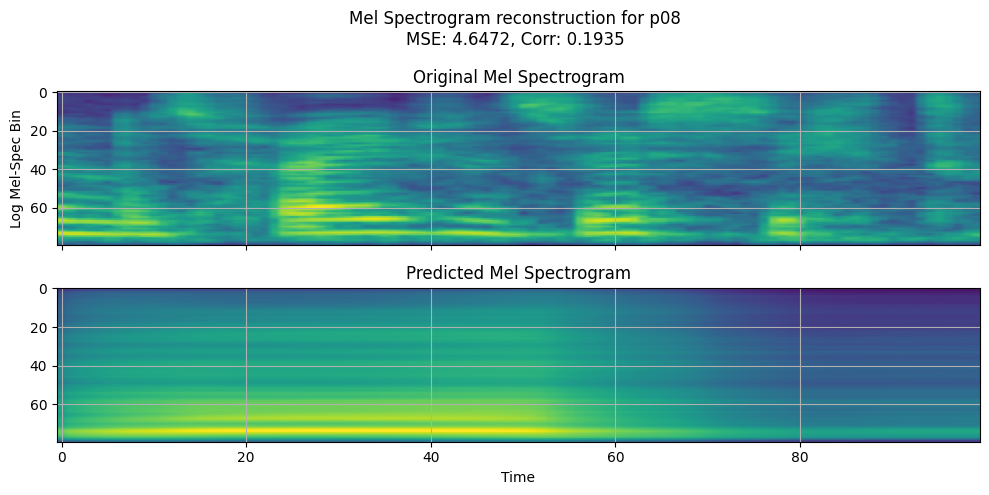 Mel Spectrogram reconstruction for p08
MSE: 4.6472, Corr: 0.1935
Original Mel Spectrogram
0
20
40
60
Log Mel-Spec Bin
Predicted Mel Spectrogram
0
20
40
60
0 20 40 60 80
Time